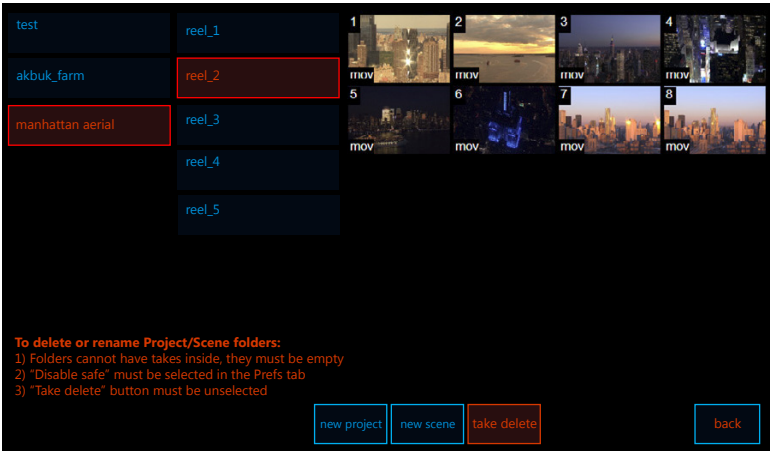 test
akbuk_farm
manhattan aerial
reel_1
reel_2
reel_3
reel_4
reel_5
1
mov
2
mov
3
mov
4
mov
5
mov
6
mov
7
mov
8
mov
To delete or rename Project/Scene folders:
1) Folders cannot have takes inside, they must be empty
2) "Disable safe" must be selected in the Prefs tab
3) "Take delete" button must be unselected
new project
new scene
take delete
back